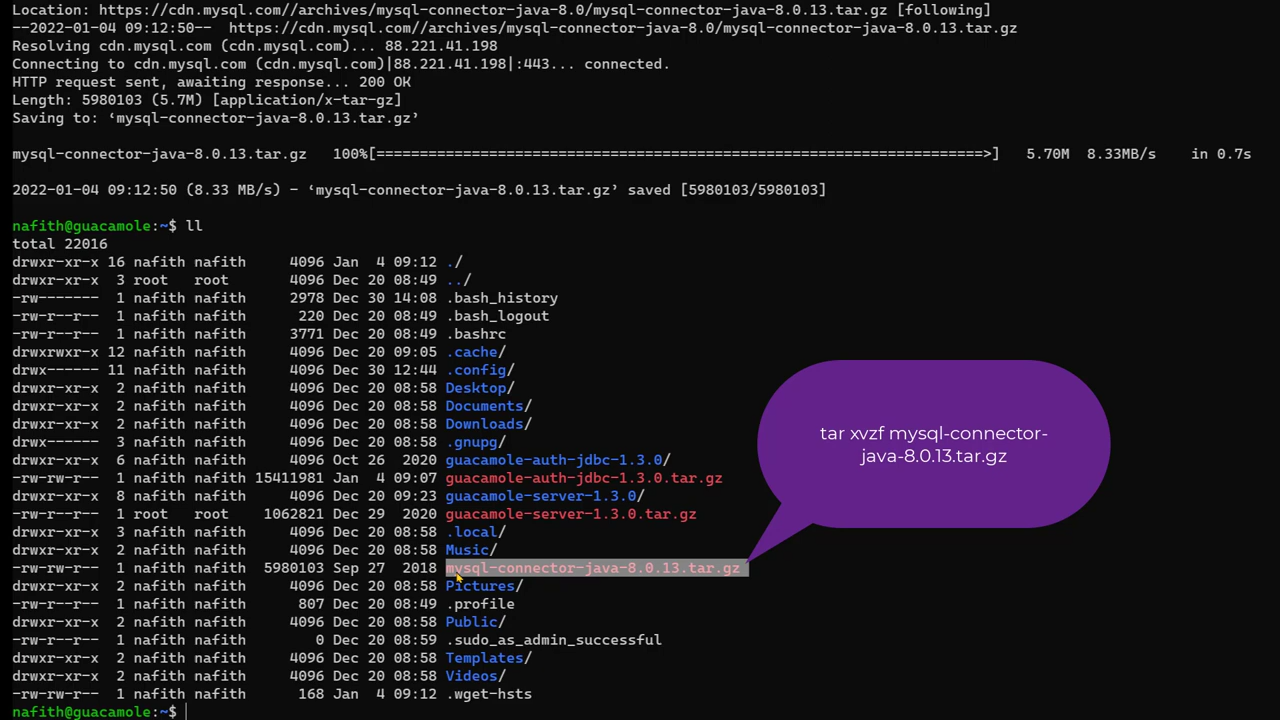 Location: https://cdn.mysql.com//archives/mysql-connector-java-8.0/mysql-connector-java-8.0.13.tar.gz [following]
--2022-01-04 09:12:50--  https://cdn.mysql.com//archives/mysql-connector-java-8.0/mysql-connector-java-8.0.13.tar.gz
Resolving cdn.mysql.com (cdn.mysql.com)... 88.221.41.198
Connecting to cdn.mysql.com (cdn.mysql.com)|88.221.41.198|:443... connected.
HTTP request sent, awaiting response... 200 OK
Length: 5980103 (5.7M) [application/x-tar-gz]
Saving to: ‘mysql-connector-java-8.0.13.tar.gz’
mysql-connector-java-8.0.13.tar.gz   100%[=======================================================================>]   5.70M  8.33MB/s    in 0.7s
2022-01-04 09:12:50 (8.33 MB/s) - ‘mysql-connector-java-8.0.13.tar.gz’ saved [5980103/5980103]
nafith@guacamole:~$ ll
total 22016
drwxr-xr-x 16 nafith nafith     4096 Jan  4 09:12 ./
drwxr-xr-x  3 root   root       4096 Dec 20 08:49 ../
-rw-------  1 nafith nafith     2978 Dec 30 14:08 .bash_history
-rw-r--r--  1 nafith nafith      220 Dec 20 08:49 .bash_logout
-rw-r--r--  1 nafith nafith     3771 Dec 20 08:49 .bashrc
drwxrwxr-x 12 nafith nafith     4096 Dec 20 09:05 .cache/
drwx------ 11 nafith nafith     4096 Dec 30 12:44 .config/
drwxr-xr-x  2 nafith nafith     4096 Dec 20 08:58 Desktop/
drwxr-xr-x  2 nafith nafith     4096 Dec 20 08:58 Documents/
drwxr-xr-x  2 nafith nafith     4096 Dec 20 08:58 Downloads/
drwx------  3 nafith nafith     4096 Dec 20 08:58 .gnupg/
drwxr-xr-x  6 nafith nafith     4096 Oct 26  2020 guacamole-auth-jdbc-1.3.0/
-rw-rw-r--  1 nafith nafith 15411981 Jan  4 09:07 guacamole-auth-jdbc-1.3.0.tar.gz
drwxr-xr-x  8 nafith nafith     4096 Dec 20 09:23 guacamole-server-1.3.0/
-rw-r--r--  1 root   root    1062821 Dec 29  2020 guacamole-server-1.3.0.tar.gz
drwxr-xr-x  3 nafith nafith     4096 Dec 20 08:58 .local/
drwxr-xr-x  2 nafith nafith     4096 Dec 20 08:58 Music/
-rw-rw-r--  1 nafith nafith  5980103 Sep 27  2018 mysql-connector-java-8.0.13.tar.gz
drwxr-xr-x  2 nafith nafith     4096 Dec 20 08:58 Pictures/
-rw-r--r--  1 nafith nafith      807 Dec 20 08:49 .profile
drwxr-xr-x  2 nafith nafith     4096 Dec 20 08:58 Public/
-rw-r--r--  1 nafith nafith        0 Dec 20 08:59 .sudo_as_admin_successful
drwxr-xr-x  2 nafith nafith     4096 Dec 20 08:58 Templates/
drwxr-xr-x  2 nafith nafith     4096 Dec 20 08:58 Videos/
-rw-rw-r--  1 nafith nafith      168 Jan  4 09:12 .wget-hsts
nafith@guacamole:~$
tar xvzf mysql-connector-
java-8.0.13.tar.gz